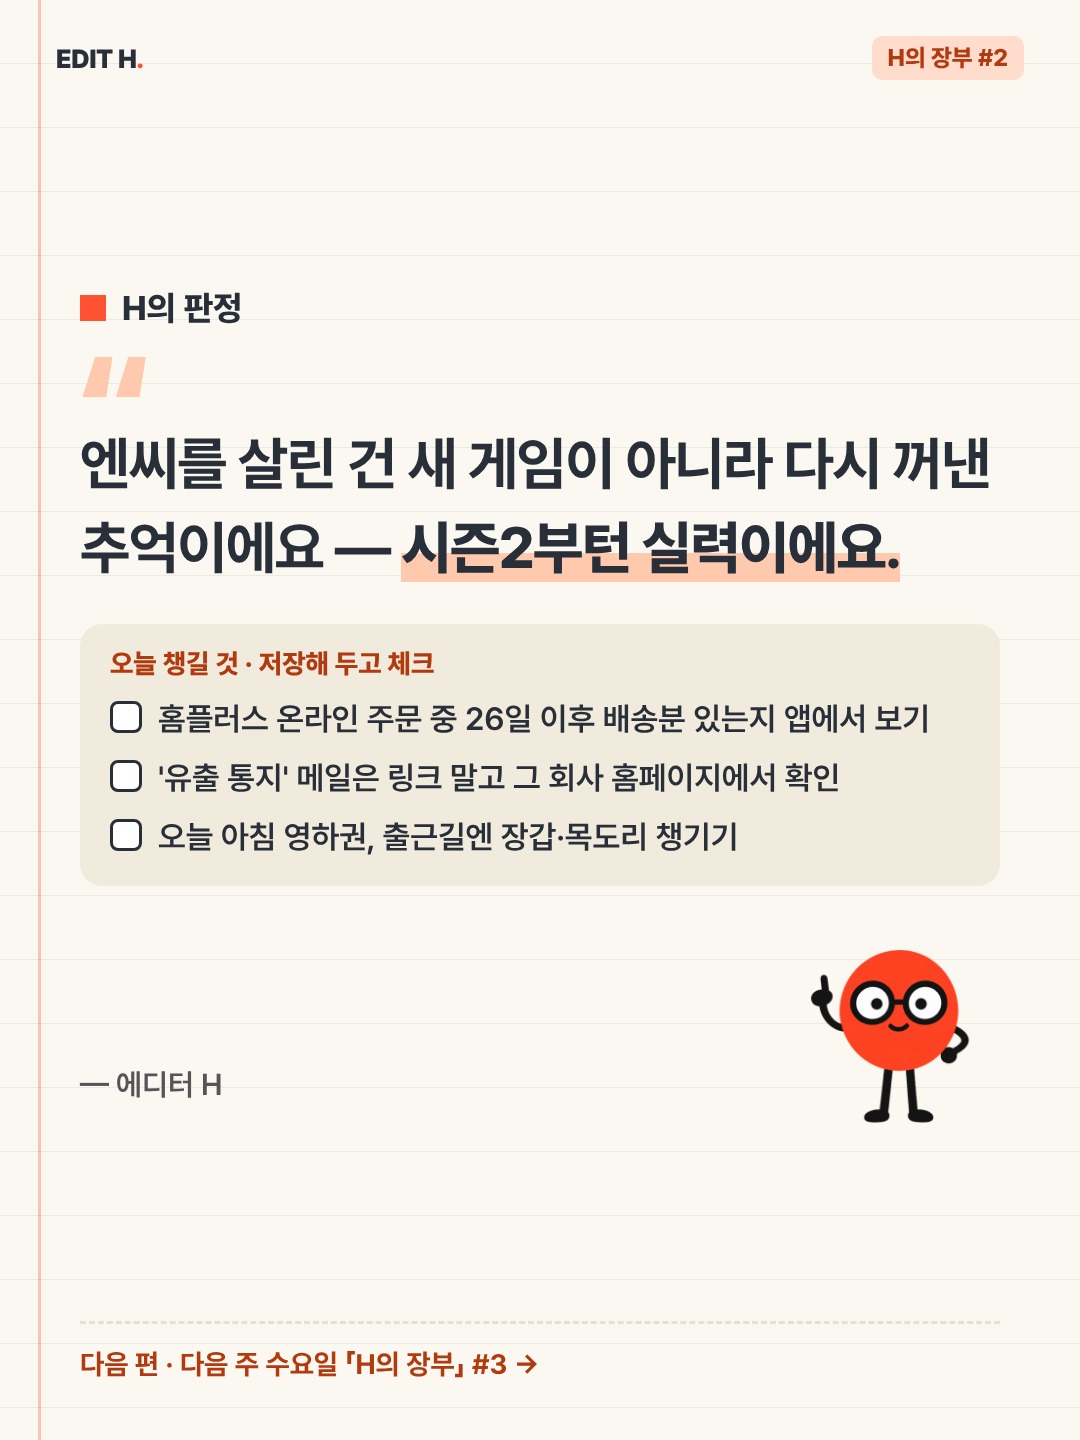 EDIT H.
H의 장부 #2
H의 판정
“
엔씨를 살린 건 새 게임이 아니라 다시 꺼낸
추억이에요 — 시즌2부턴 실력이에요.
오늘 챙길 것 · 저장해 두고 체크
홈플러스 온라인 주문 중 26일 이후 배송분 있는지 앱에서 보기
'유출 통지' 메일은 링크 말고 그 회사 홈페이지에서 확인
오늘 아침 영하권, 출근길엔 장갑·목도리 챙기기
— 에디터 H
다음 편 · 다음 주 수요일 「H의 장부」 #3 →